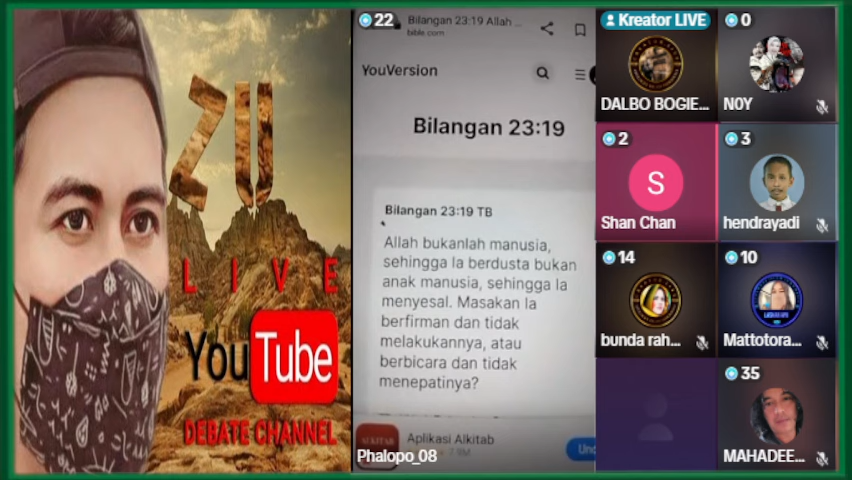 ZU
LIVE
YouTube
DEBATE CHANNEL
22
Bilangan 23:19 Allah ...
bible.com
YouVersion
Bilangan 23:19
Bilangan 23:19 TB
Allah bukanlah manusia,
sehingga Ia berdusta bukan
anak manusia, sehingga Ia
menyesal. Masakan Ia
berfirman dan tidak
melakukannya, atau
berbicara dan tidak
menepatinya?
ALKITAB
Aplikasi Alkitab
Phalopo_08
Kreator LIVE
DALBO BOGIE...
0
N0Y
2
S
Shan Chan
3
hendrayadi
14
bunda rah...
10
Mattotora...
35
MAHADEE...